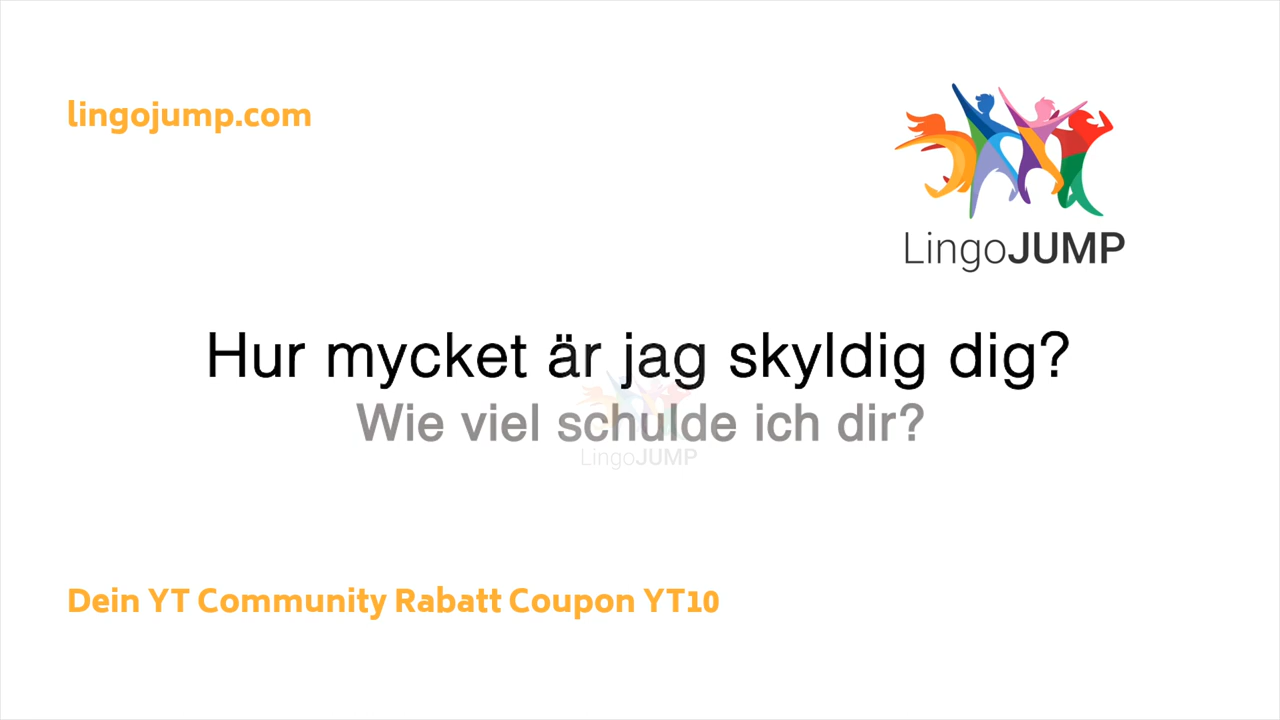 lingojump.com
LingoJUMP
Hur mycket är jag skyldig dig?
Wie viel schulde ich dir?
LingoJUMP
Dein YT Community Rabatt Coupon YT10